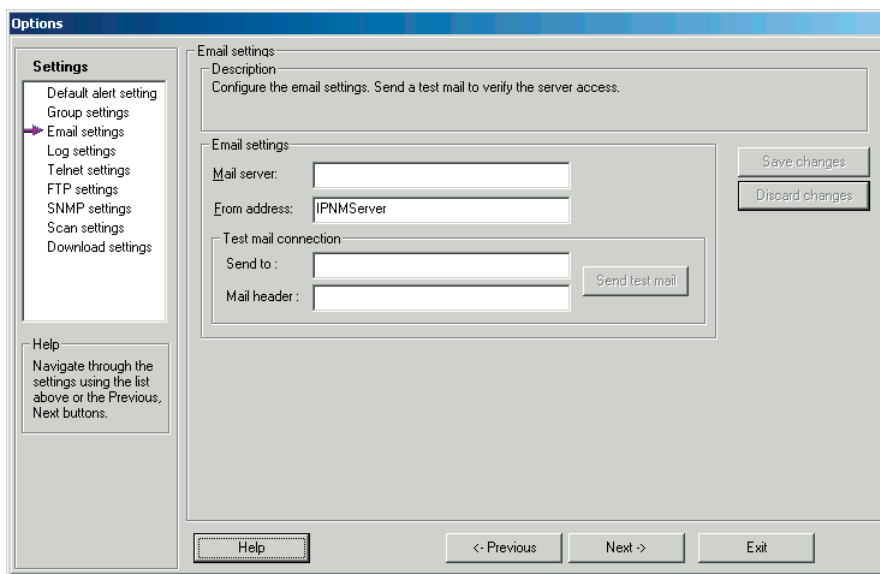 Options
Settings
Default alert setting
Group settings
Email settings
Log settings
Telnet settings
FTP settings
SNMP settings
Scan settings
Download settings
Help
Navigate through the
settings using the list
above or the Previous,
Next buttons.
Email settings
Description
Configure the email settings. Send a test mail to verify the server access.
Email settings
Mail server:
From address: IPNMServer
Test mail connection
Send to :
Mail header :
Send test mail
Save changes
Discard changes
Help
<- Previous
Next ->
Exit